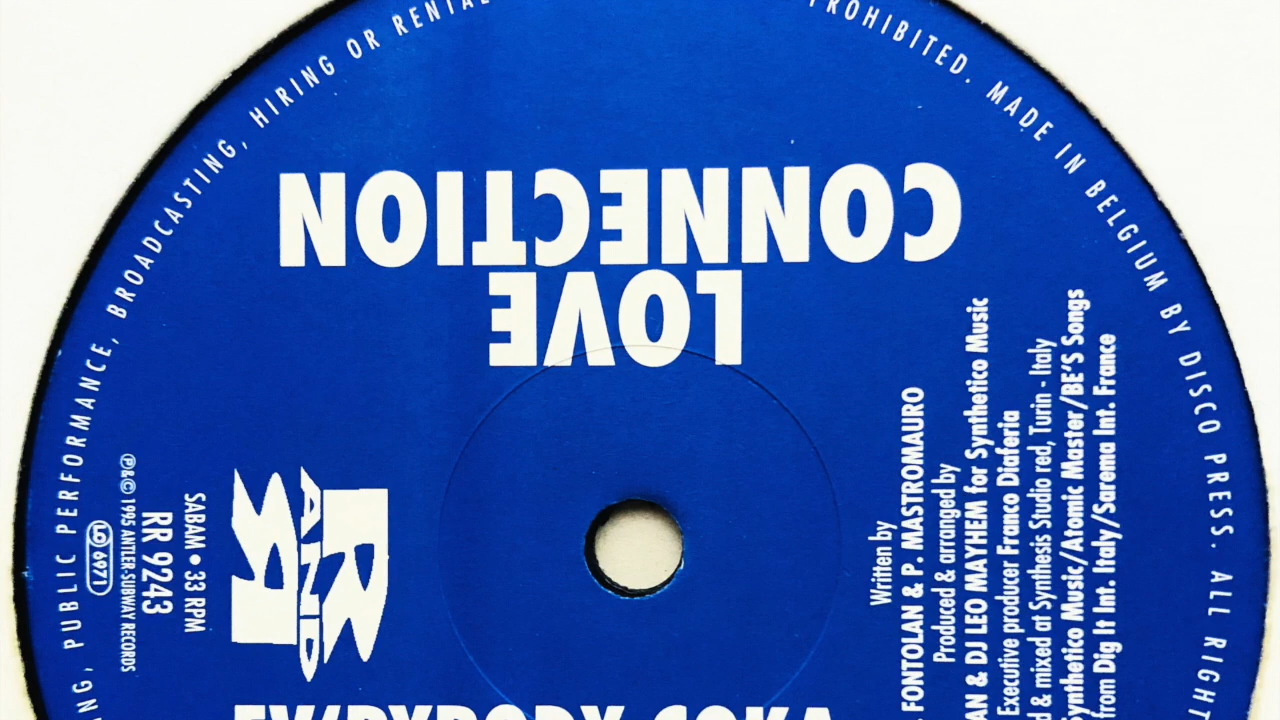 LOVE
CONNECTION
R
AND
R
SABAM • 33 RPM
RR 9243
LC 6971
℗&© 1995 ANTLER-SUBWAY RECORDS
Written by
FONTOLAN & P. MASTROMAURO
Produced & arranged by
& DJ LEO MAYHEM for Synthetico Music
Executive producer Franco Diaferia
& mixed at Synthesis Studio red, Turin - Italy
Synthetico Music/Atomic Master/BE'S Songs
from Dig It Int. Italy/Sarema Int. France
PUBLIC PERFORMANCE, BROADCASTING, HIRING OR RENTAL PROHIBITED. MADE IN BELGIUM BY DISCO PRESS. ALL